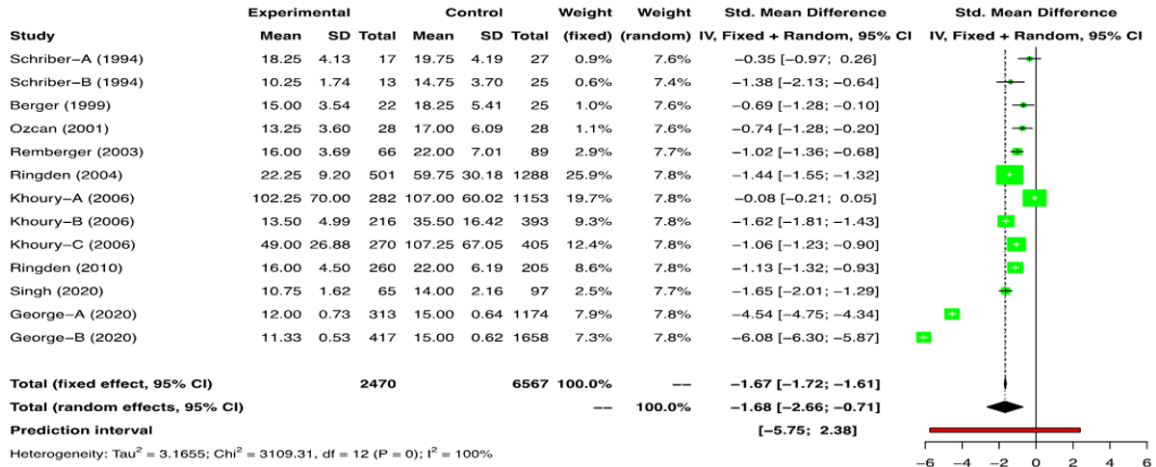 Experimental Control Weight Weight Std. Mean Difference Std. Mean Difference
Study Mean SD Total Mean SD Total (fixed) (random) IV, Fixed + Random, 95% CI IV, Fixed + Random, 95% CI
Schriber−A (1994) 18.25 4.13 17 19.75 4.19 27 0.9% 7.6% −0.35 [−0.97; 0.26]
Schriber−B (1994) 10.25 1.74 13 14.75 3.70 25 0.6% 7.4% −1.38 [−2.13; −0.64]
Berger (1999) 15.00 3.54 22 18.25 5.41 25 1.0% 7.6% −0.69 [−1.28; −0.10]
Ozcan (2001) 13.25 3.60 28 17.00 6.09 28 1.1% 7.6% −0.74 [−1.28; −0.20]
Remberger (2003) 16.00 3.69 66 22.00 7.01 89 2.9% 7.7% −1.02 [−1.36; −0.68]
Ringden (2004) 22.25 9.20 501 59.75 30.18 1288 25.9% 7.8% −1.44 [−1.55; −1.32]
Khoury−A (2006) 102.25 70.00 282 107.00 60.02 1153 19.7% 7.8% −0.08 [−0.21; 0.05]
Khoury−B (2006) 13.50 4.99 216 35.50 16.42 393 9.3% 7.8% −1.62 [−1.81; −1.43]
Khoury−C (2006) 49.00 26.88 270 107.25 67.05 405 12.4% 7.8% −1.06 [−1.23; −0.90]
Ringden (2010) 16.00 4.50 260 22.00 6.19 205 8.6% 7.8% −1.13 [−1.32; −0.93]
Singh (2020) 10.75 1.62 65 14.00 2.16 97 2.5% 7.7% −1.65 [−2.01; −1.29]
George−A (2020) 12.00 0.73 313 15.00 0.64 1174 7.9% 7.8% −4.54 [−4.75; −4.34]
George−B (2020) 11.33 0.53 417 15.00 0.62 1658 7.3% 7.8% −6.08 [−6.30; −5.87]
Total (fixed effect, 95% CI) 2470 6567 100.0% −− −1.67 [−1.72; −1.61]
Total (random effects, 95% CI) −− 100.0% −1.68 [−2.66; −0.71]
Prediction interval [−5.75; 2.38]
Heterogeneity: Tau² = 3.1655; Chi² = 3109.31, df = 12 (P = 0); I² = 100%
−6 −4 −2 0 2 4 6